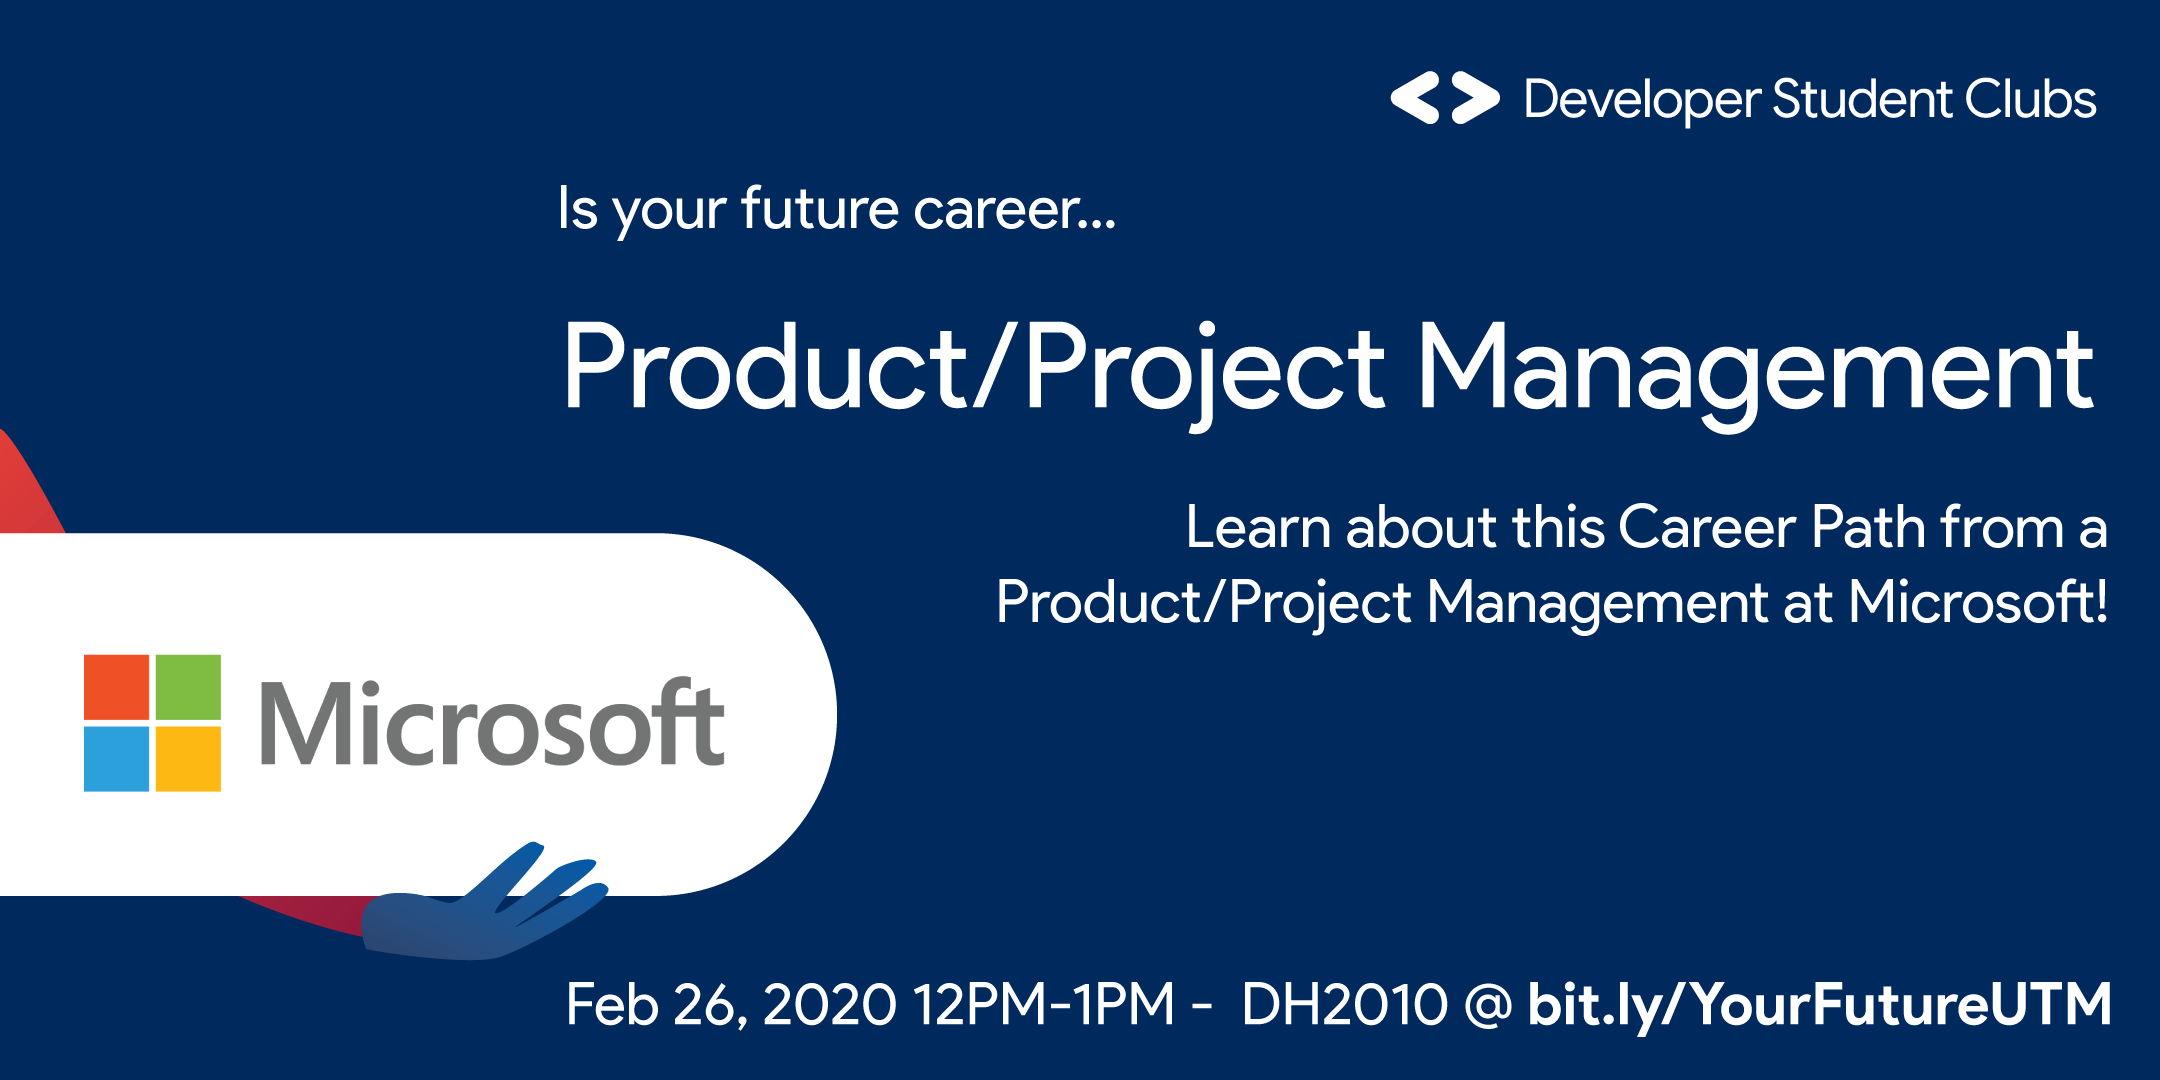 Developer Student Clubs
Is your future career...
Product/Project Management
Learn about this Career Path from a
Product/Project Management at Microsoft!
Microsoft
Feb 26, 2020 12PM-1PM - DH2010 @ bit.ly/YourFutureUTM